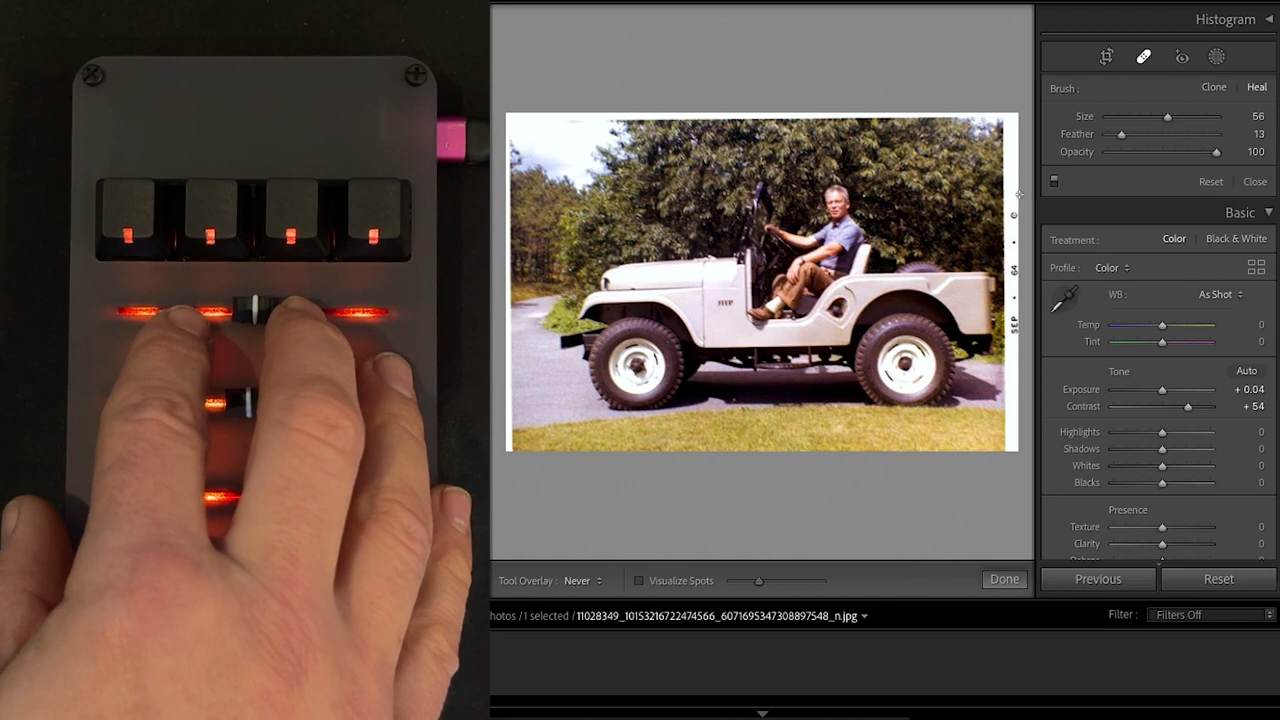 Histogram
Brush :
Clone
Heal
Size 56
Feather 13
Opacity 100
Reset
Close
Basic
Treatment :
Color
Black & White
Profile : Color
WB : As Shot
Temp 0
Tint 0
Tone
Auto
Exposure + 0.04
Contrast + 54
Highlights 0
Shadows 0
Whites 0
Blacks 0
Presence
Texture 0
Clarity 0
Previous
Reset
JEEP
SEP • 64 •
Tool Overlay : Never
Visualize Spots
Done
hotos / 1 selected / 11028349_10153216722474566_6071695347308897548_n.jpg
Filter : Filters Off